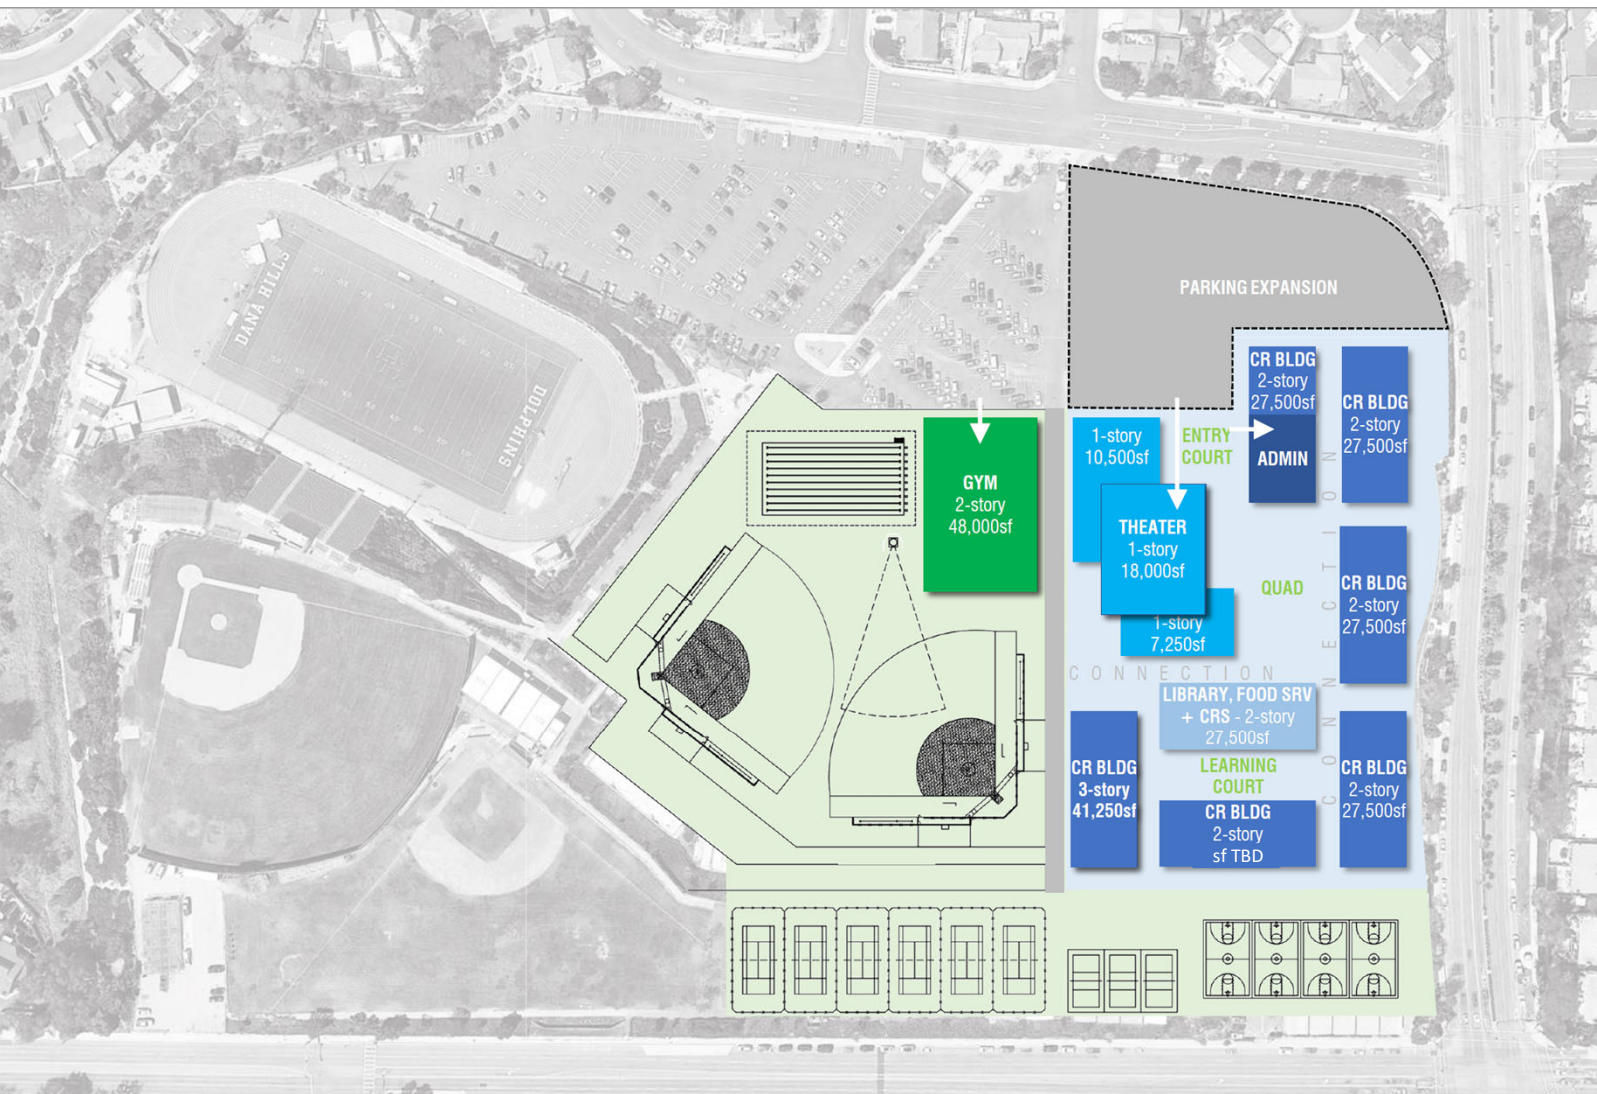 DANA HILLS
DOLPHINS
PARKING EXPANSION
CR BLDG
2-story
27,500sf
ADMIN
CR BLDG
2-story
27,500sf
1-story
10,500sf
ENTRY
COURT
GYM
2-story
48,000sf
THEATER
1-story
18,000sf
QUAD
CR BLDG
2-story
27,500sf
1-story
7,250sf
CONNECTION
CONNECTION
LIBRARY, FOOD SRV
+ CRS - 2-story
27,500sf
CR BLDG
3-story
41,250sf
LEARNING
COURT
CR BLDG
2-story
sf TBD
CR BLDG
2-story
27,500sf